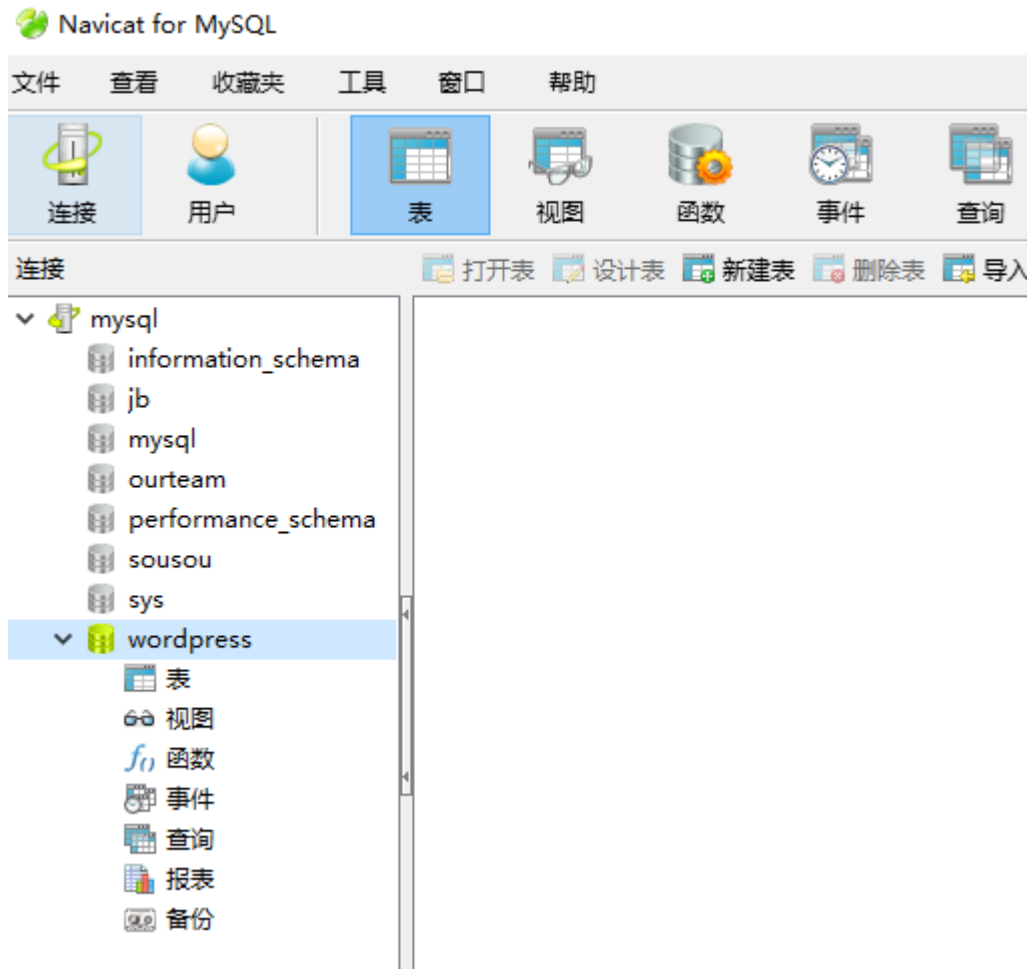 Navicat for MySQL
文件 查看 收藏夹 工具 窗口 帮助
连接 用户 表 视图 函数 事件 查询
连接 打开表 设计表 新建表 删除表 导入
mysql
information_schema
jb
mysql
ourteam
performance_schema
sousou
sys
wordpress
表
视图
函数
事件
查询
报表
备份